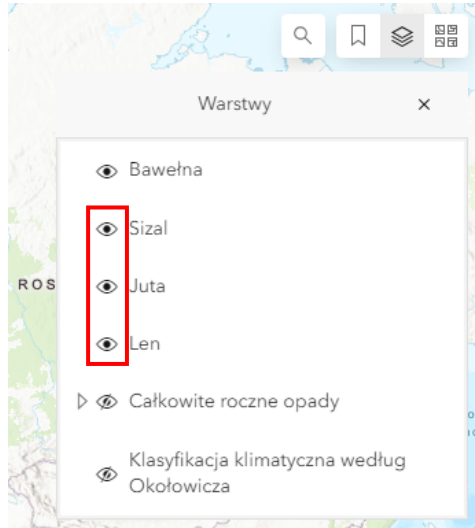 Warstwy
Bawełna
Sizal
ROS
Juta
Len
Całkowite roczne opady
Klasyfikacja klimatyczna według
Okołowicza